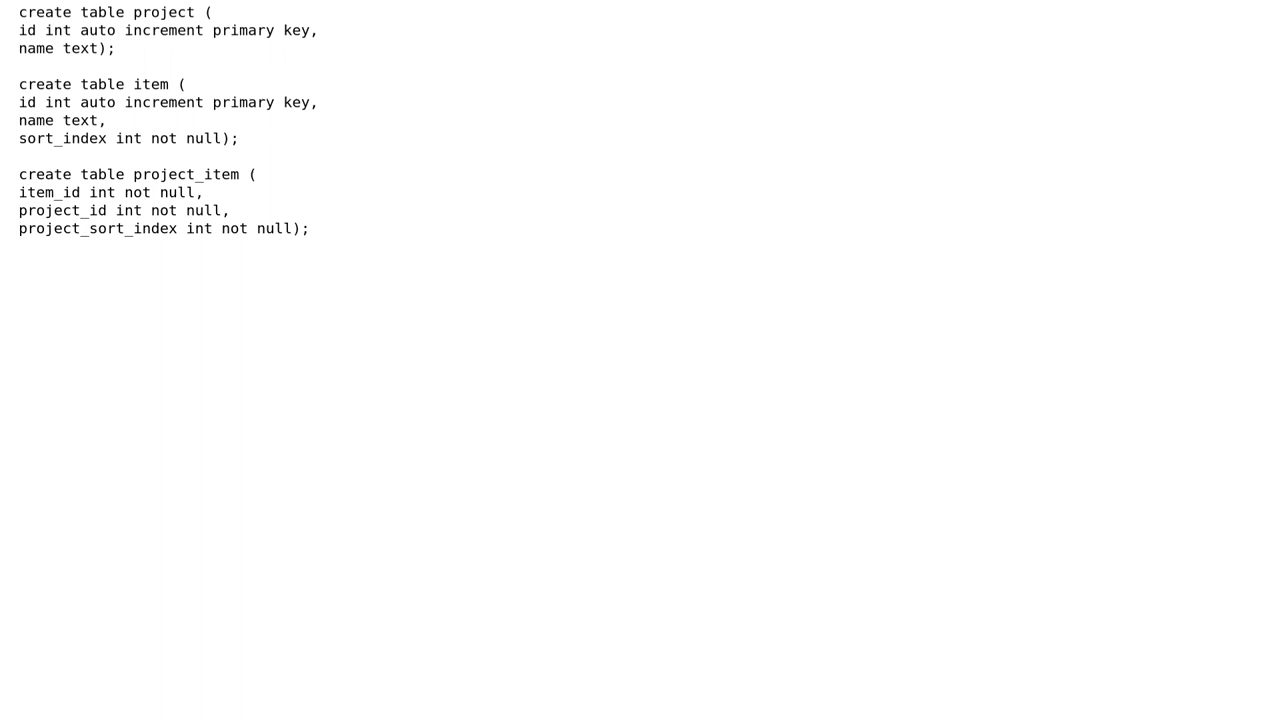 create table project (
id int auto increment primary key,
name text);

create table item (
id int auto increment primary key,
name text,
sort_index int not null);

create table project_item (
item_id int not null,
project_id int not null,
project_sort_index int not null);